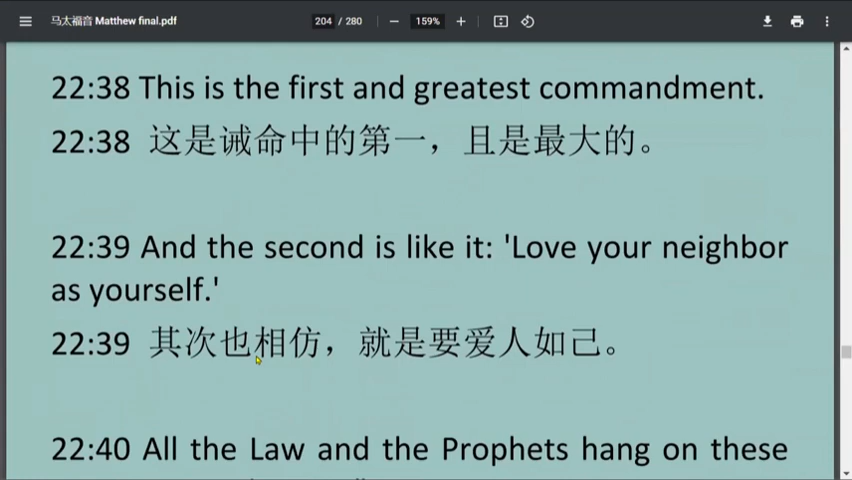 马太福音 Matthew final.pdf
204 / 280
159%
22:38 This is the first and greatest commandment.
22:38 这是诫命中的第一，且是最大的。
22:39 And the second is like it: 'Love your neighbor
as yourself.'
22:39 其次也相仿，就是要爱人如己。
22:40 All the Law and the Prophets hang on these